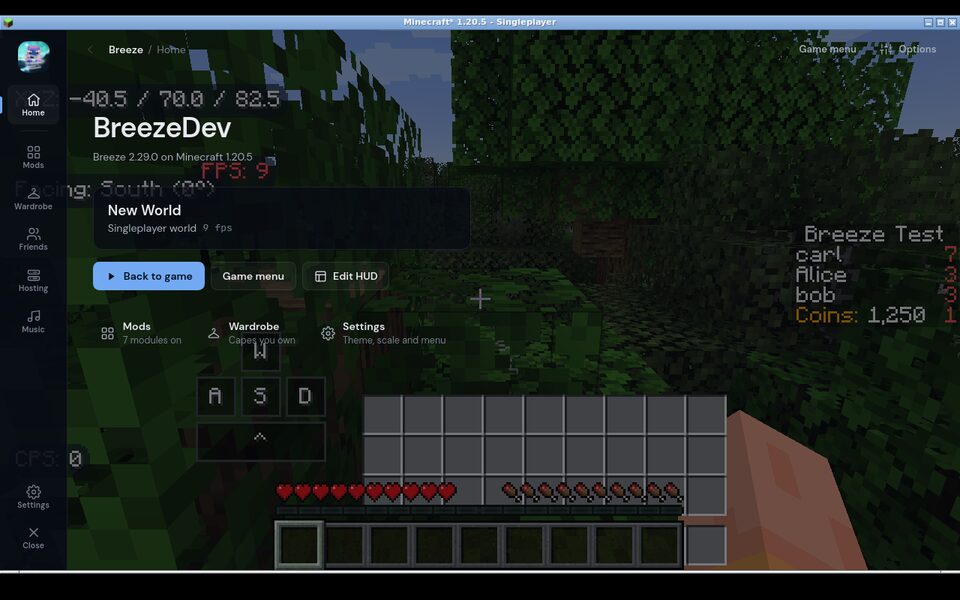 Minecraft* 1.20.5 - Singleplayer
Breeze / Home
Game menu
Options
-40.5 / 70.0 / 82.5
Home
BreezeDev
Breeze 2.29.0 on Minecraft 1.20.5
FPS: 9
Mods
Facing: South (0°)
Wardrobe
New World
Singleplayer world 9 fps
Friends
Breeze Test
carl 7
Alice 3
bob 3
Coins: 1,250 1
Hosting
Back to game
Game menu
Edit HUD
Music
Mods
7 modules on
Wardrobe
Capes you own
Settings
Theme, scale and menu
W
A S D
^
CPS: 0
Settings
Close